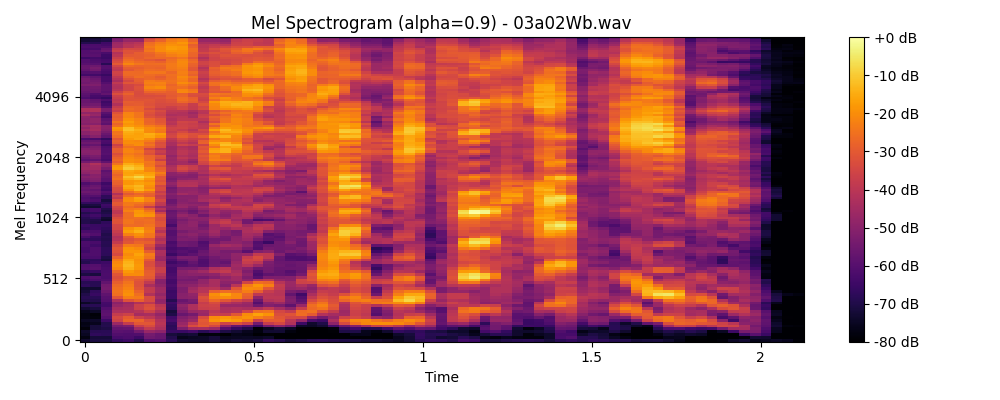 Mel Spectrogram (alpha=0.9) - 03a02Wb.wav
Mel Frequency
4096
2048
1024
512
0
0
0.5
1
1.5
2
Time
+0 dB
-10 dB
-20 dB
-30 dB
-40 dB
-50 dB
-60 dB
-70 dB
-80 dB